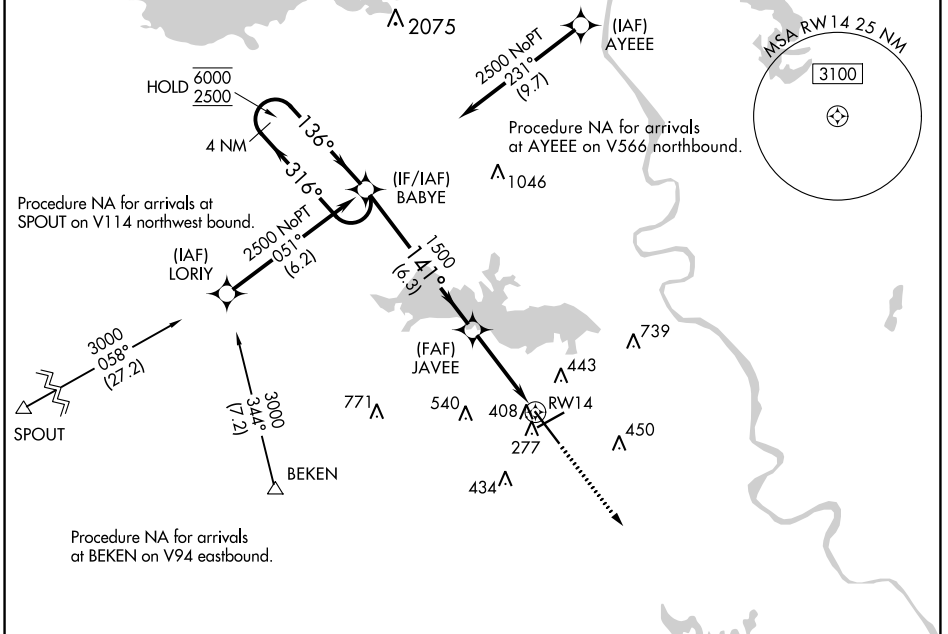 2075
(IAF)
AYEEE
2500 NoPT
231°
(9.7)
MSA RW14 25 NM
3100
HOLD
6000
2500
4 NM
136°
316°
Procedure NA for arrivals
at AYEEE on V566 northbound.
1046
(IF/IAF)
BABYE
Procedure NA for arrivals at
SPOUT on V114 northwest bound.
2500 NoPT
051°
(6.2)
(IAF)
LORIY
1500
141°
(6.3)
3000
058°
(27.2)
SPOUT
3000
344°
(7.2)
BEKEN
(FAF)
JAVEE
739
443
771
540
408
RW14
277
450
434
Procedure NA for arrivals
at BEKEN on V94 eastbound.